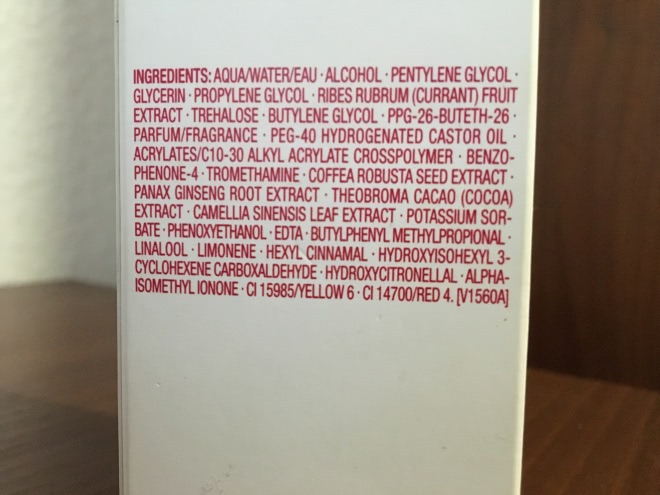 INGREDIENTS: AQUA/WATER/EAU · ALCOHOL · PENTYLENE GLYCOL ·
GLYCERIN · PROPYLENE GLYCOL · RIBES RUBRUM (CURRANT) FRUIT
EXTRACT · TREHALOSE · BUTYLENE GLYCOL · PPG-26-BUTETH-26 ·
PARFUM/FRAGRANCE · PEG-40 HYDROGENATED CASTOR OIL ·
ACRYLATES/C10-30 ALKYL ACRYLATE CROSSPOLYMER · BENZO-
PHENONE-4 · TROMETHAMINE · COFFEA ROBUSTA SEED EXTRACT ·
PANAX GINSENG ROOT EXTRACT · THEOBROMA CACAO (COCOA)
EXTRACT · CAMELLIA SINENSIS LEAF EXTRACT · POTASSIUM SOR-
BATE · PHENOXYETHANOL · EDTA · BUTYLPHENYL METHYLPROPIONAL ·
LINALOOL · LIMONENE · HEXYL CINNAMAL · HYDROXYISOHEXYL 3-
CYCLOHEXENE CARBOXALDEHYDE · HYDROXYCITRONELLAL · ALPHA-
ISOMETHYL IONONE · CI 15985/YELLOW 6 · CI 14700/RED 4. [V1560A]